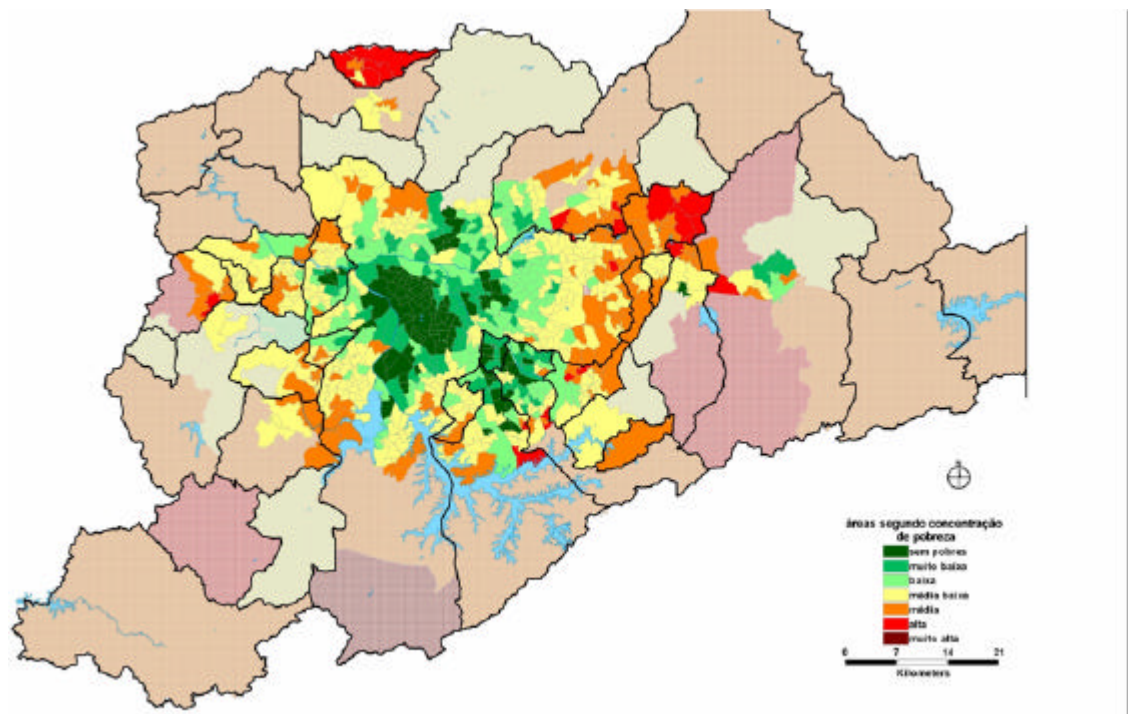 áreas segundo concentração
de pobreza
sem pobres
muito baixa
baixa
média baixa
média
alta
muito alta
0 7 14 21
Kilometers